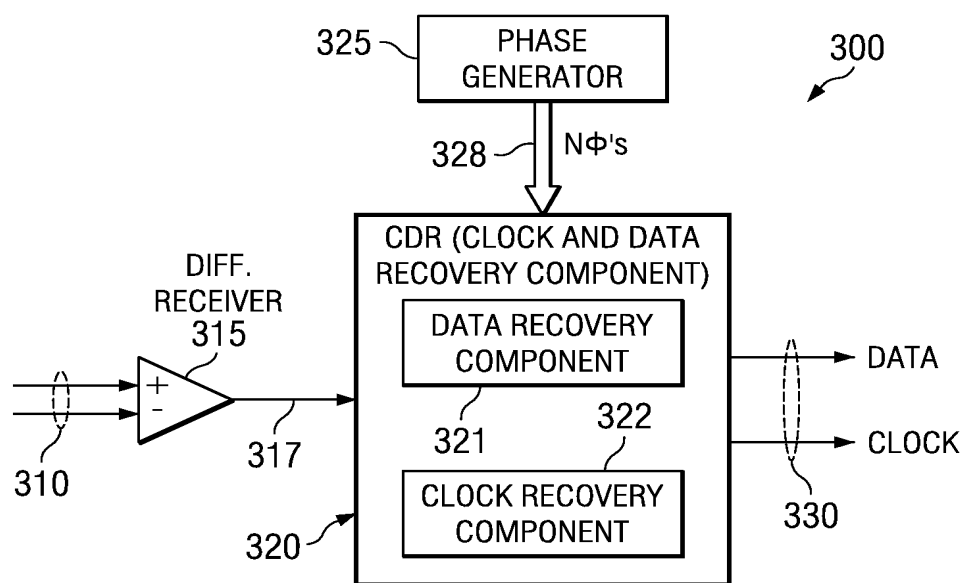 325
PHASE
GENERATOR
300
328
NΦ's
CDR (CLOCK AND DATA
RECOVERY COMPONENT)
DIFF.
RECEIVER
315
DATA RECOVERY
COMPONENT
DATA
+
-
310
317
321
322
CLOCK
330
CLOCK RECOVERY
COMPONENT
320